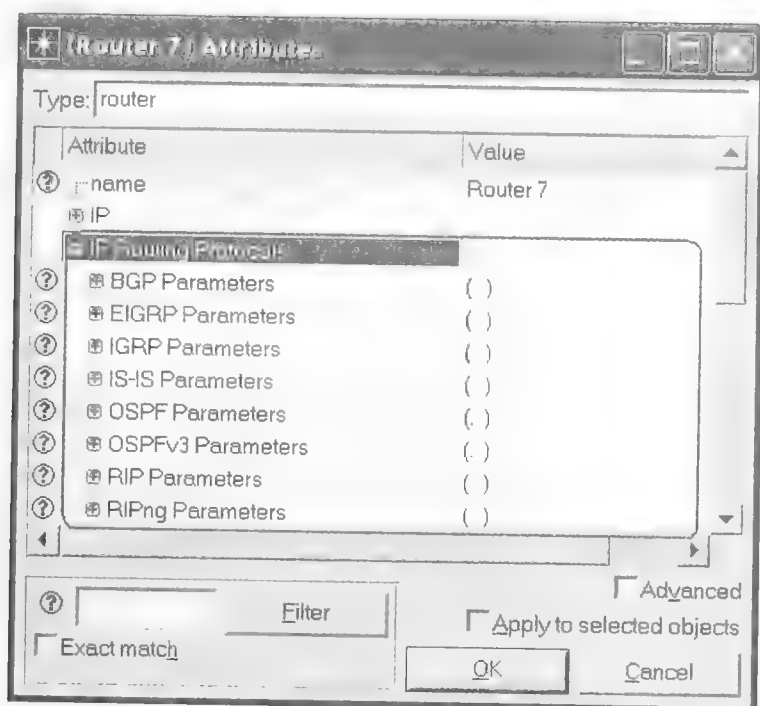 (Router 7) Attributes
Type: router
Attribute Value
name Router 7
IP
IP Routing Protocols
BGP Parameters ( )
EIGRP Parameters ( )
IGRP Parameters ( )
IS-IS Parameters ( )
OSPF Parameters (. )
OSPFv3 Parameters (. )
RIP Parameters ( )
RIPng Parameters ( )
Advanced
Filter
Apply to selected objects
Exact match
OK Cancel